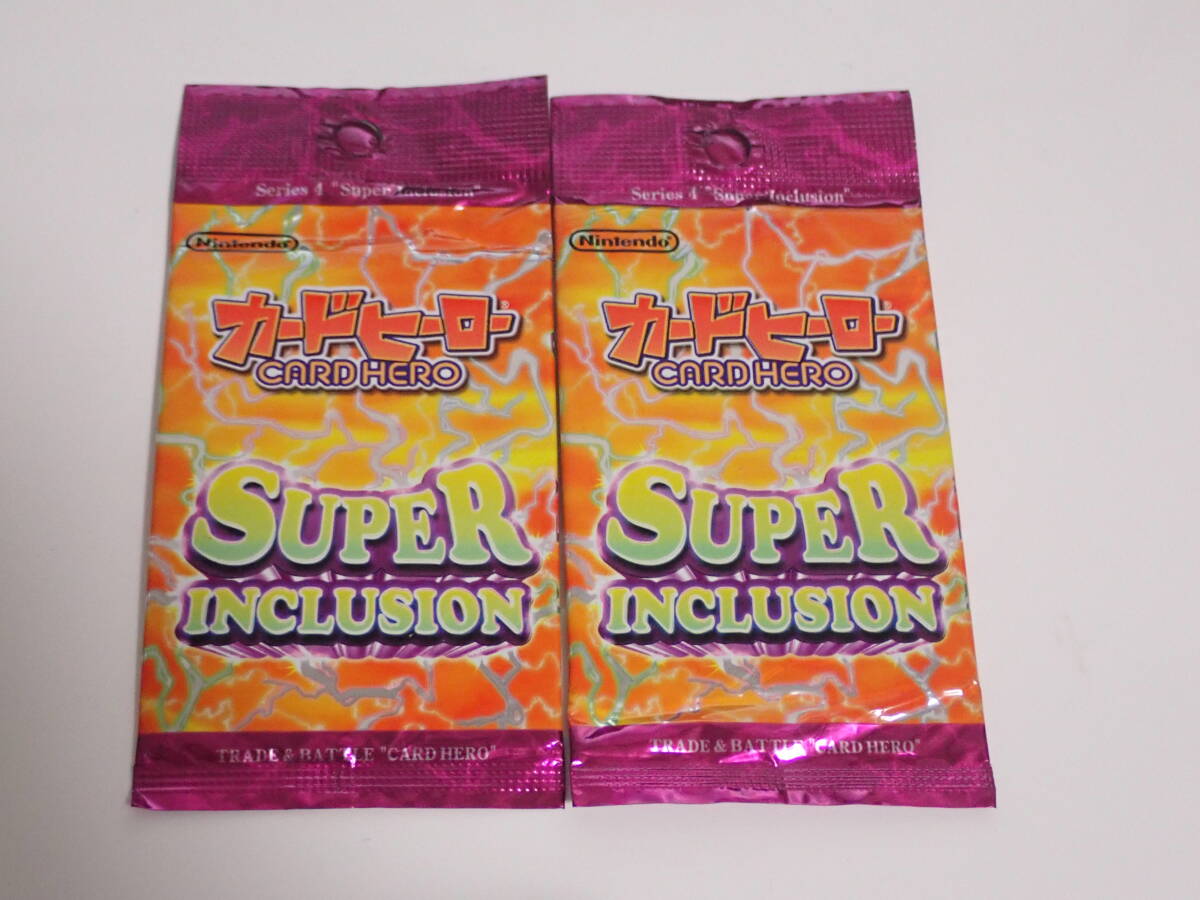 Series 4 "Super Inclusion"
Nintendo®
カードヒーロー®
CARD HERO
SUPER
INCLUSION
TRADE & BATTLE "CARD HERO"
Series 4 "Super Inclusion"
Nintendo®
カードヒーロー®
CARD HERO
SUPER
INCLUSION
TRADE & BATTLE "CARD HERO"